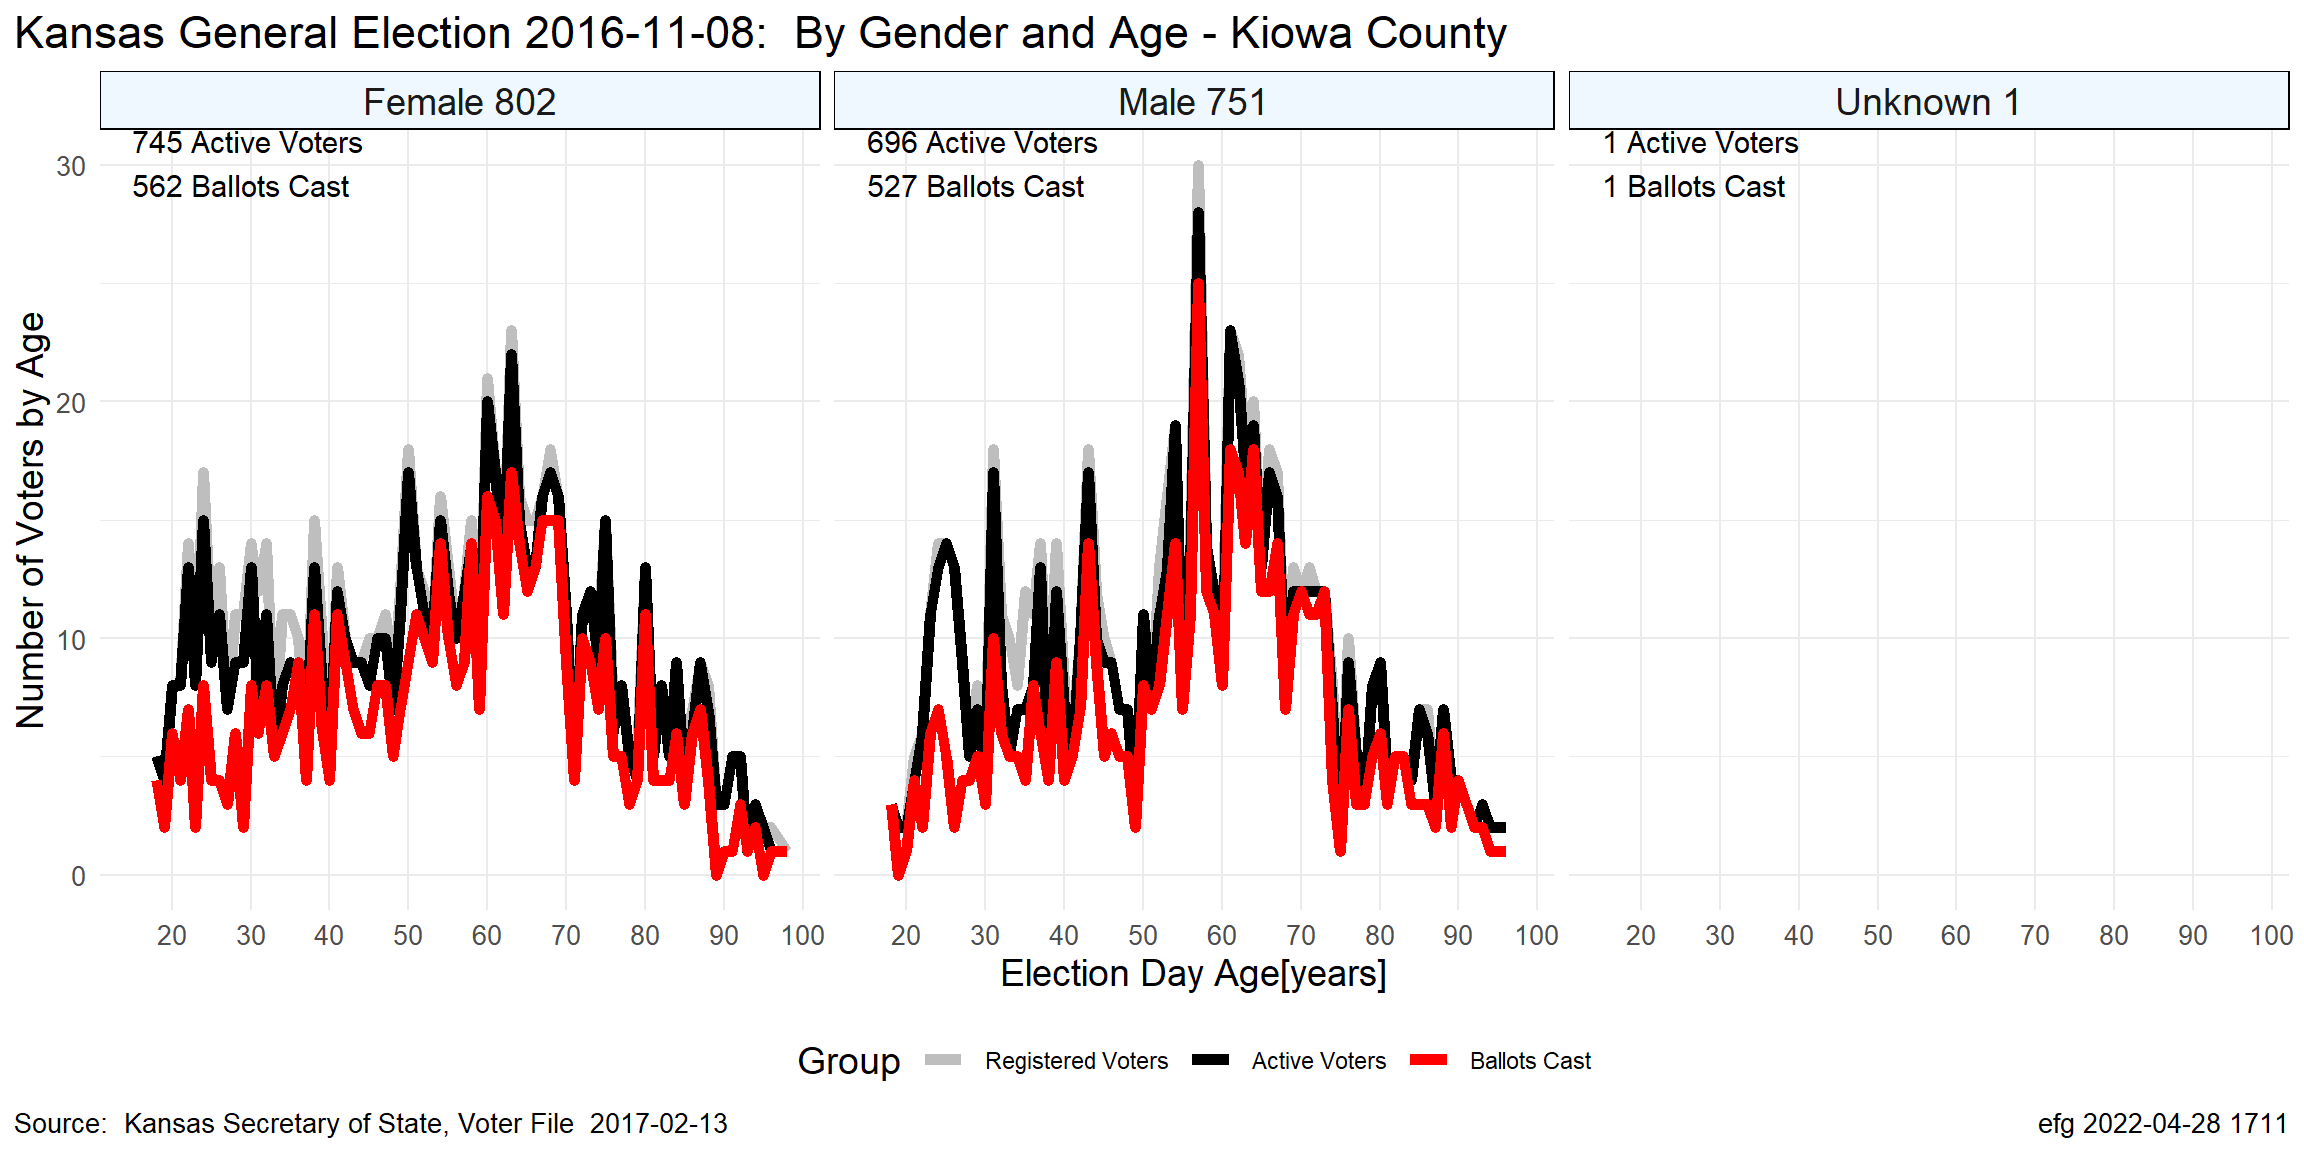 Kansas General Election 2016-11-08:  By Gender and Age - Kiowa County
Female 802
Male 751
Unknown 1
745 Active Voters
562 Ballots Cast
696 Active Voters
527 Ballots Cast
1 Active Voters
1 Ballots Cast
Number of Voters by Age
30
20
10
0
20 30 40 50 60 70 80 90 100
20 30 40 50 60 70 80 90 100
20 30 40 50 60 70 80 90 100
Election Day Age[years]
Group Registered Voters Active Voters Ballots Cast
Source:  Kansas Secretary of State, Voter File  2017-02-13
efg 2022-04-28 1711